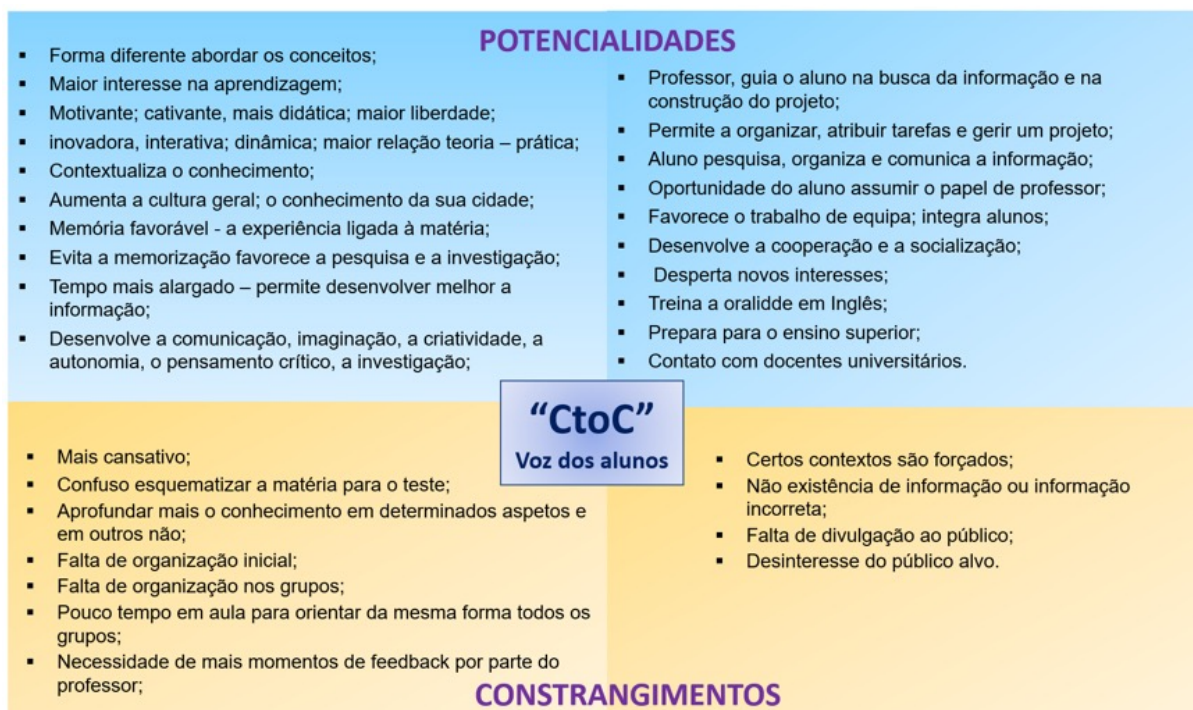 POTENCIALIDADES
▪ Forma diferente abordar os conceitos;
▪ Maior interesse na aprendizagem;
▪ Motivante; cativante, mais didática; maior liberdade;
▪ inovadora, interativa; dinâmica; maior relação teoria – prática;
▪ Contextualiza o conhecimento;
▪ Aumenta a cultura geral; o conhecimento da sua cidade;
▪ Memória favorável - a experiência ligada à matéria;
▪ Evita a memorização favorece a pesquisa e a investigação;
▪ Tempo mais alargado – permite desenvolver melhor a
informação;
▪ Desenvolve a comunicação, imaginação, a criatividade, a
autonomia, o pensamento crítico, a investigação;
▪ Professor, guia o aluno na busca da informação e na
construção do projeto;
▪ Permite a organizar, atribuir tarefas e gerir um projeto;
▪ Aluno pesquisa, organiza e comunica a informação;
▪ Oportunidade do aluno assumir o papel de professor;
▪ Favorece o trabalho de equipa; integra alunos;
▪ Desenvolve a cooperação e a socialização;
▪ Desperta novos interesses;
▪ Treina a oralidde em Inglês;
▪ Prepara para o ensino superior;
▪ Contato com docentes universitários.
“CtoC”
Voz dos alunos
▪ Mais cansativo;
▪ Confuso esquematizar a matéria para o teste;
▪ Aprofundar mais o conhecimento em determinados aspetos e
em outros não;
▪ Falta de organização inicial;
▪ Falta de organização nos grupos;
▪ Pouco tempo em aula para orientar da mesma forma todos os
grupos;
▪ Necessidade de mais momentos de feedback por parte do
professor;
▪ Certos contextos são forçados;
▪ Não existência de informação ou informação
incorreta;
▪ Falta de divulgação ao público;
▪ Desinteresse do público alvo.
CONSTRANGIMENTOS